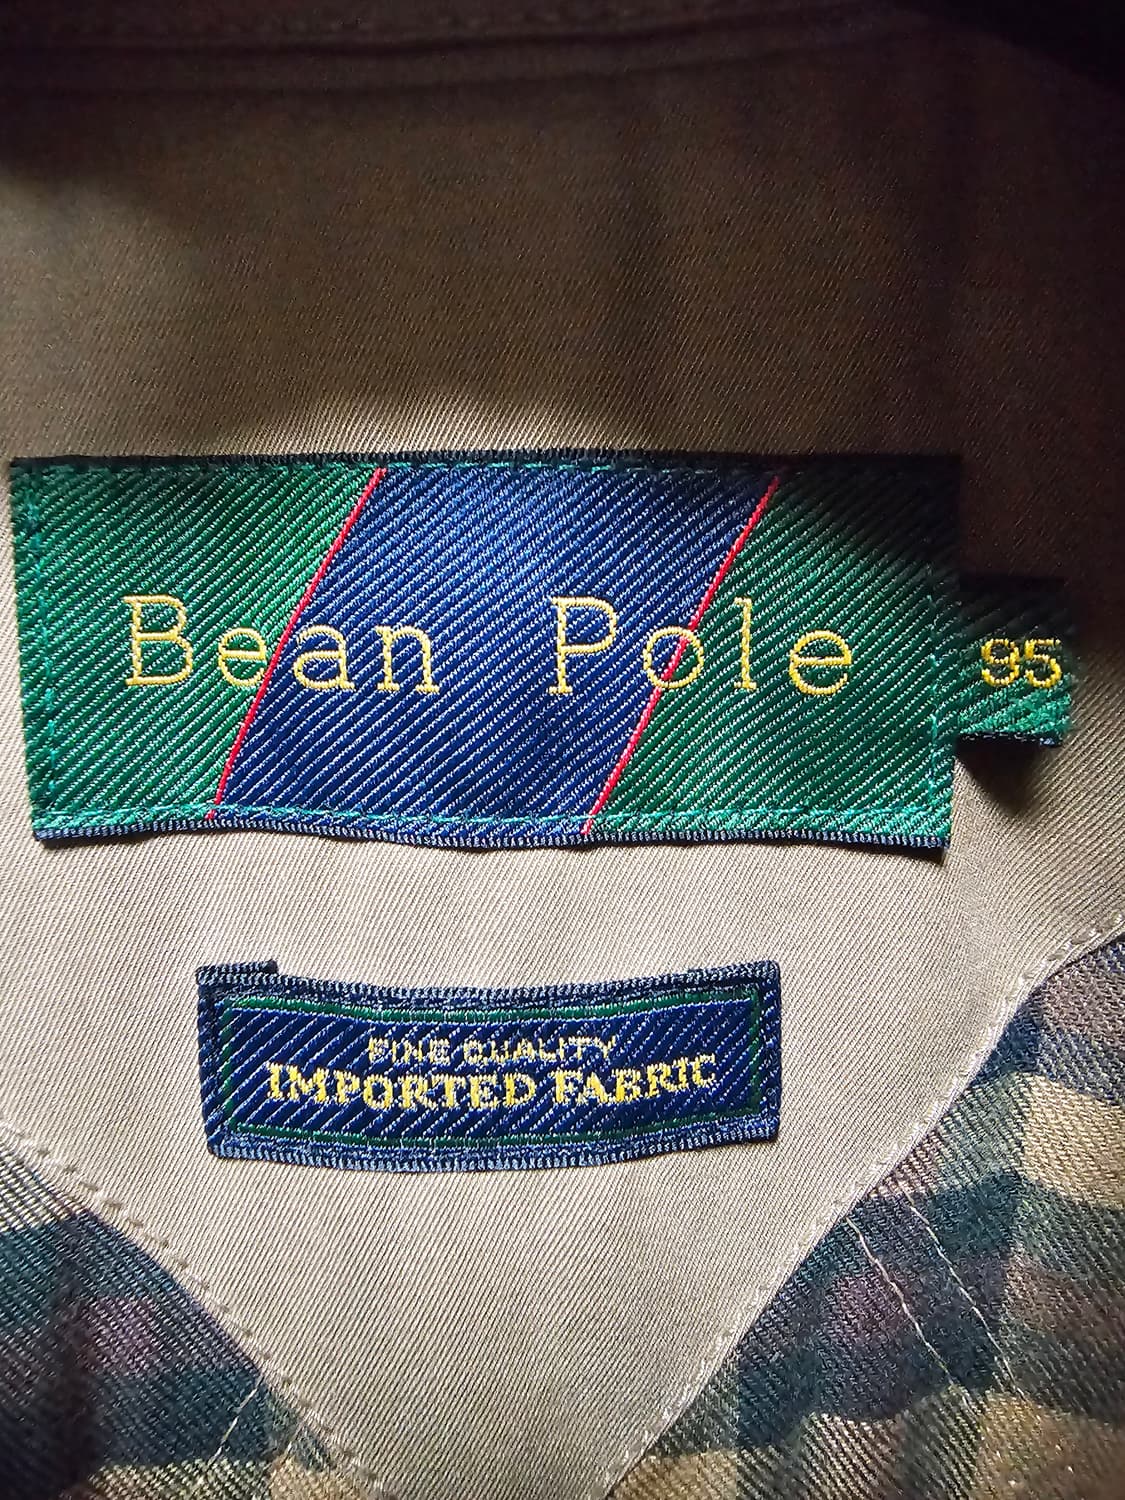 Bean Pole
95
FINE QUALITY
IMPORTED FABRIC